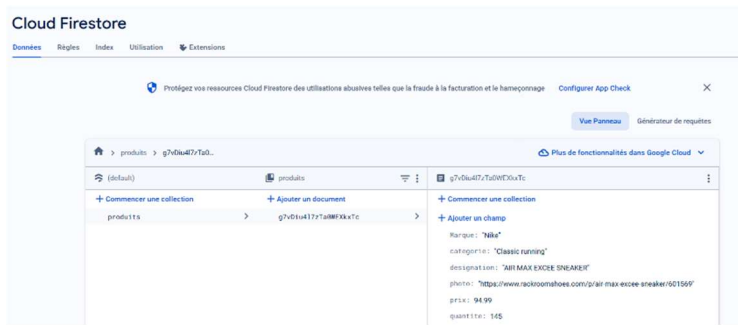 Cloud Firestore
Données Règles Index Utilisation Extensions
Protégez vos ressources Cloud Firestore des utilisations abusives telles que la fraude à la facturation et le hameçonnage Configurer App Check
Vue Panneau Générateur de requêtes
> produits > g7vDiu4l7zTa0...
Plus de fonctionnalités dans Google Cloud
(default)
produits
g7vDiu4l7zTa0WFXkxTc
+ Commencer une collection
+ Ajouter un document
+ Commencer une collection
produits
g7vDiu4l7zTa0WFXkxTc
+ Ajouter un champ
Marque: "Nike"
categorie: "Classic running"
designation: "AIR MAX EXCEE SNEAKER"
photo: "https://www.rackroomshoes.com/p/air-max-excee-sneaker/601569"
prix: 94.99
quantite: 145